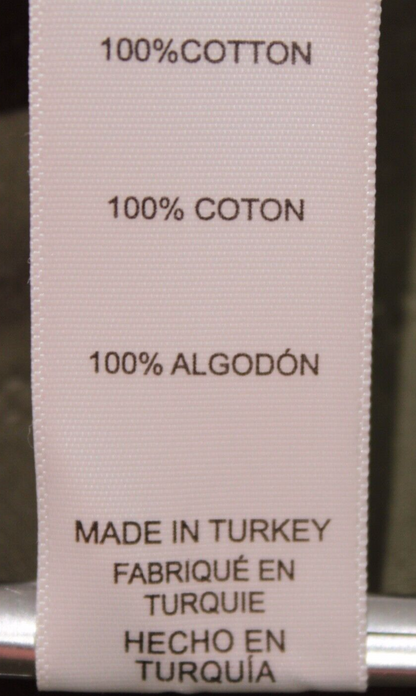 100%COTTON
100% COTON
100% ALGODÓN
MADE IN TURKEY
FABRIQUÉ EN
TURQUIE
HECHO EN
TURQUÍA